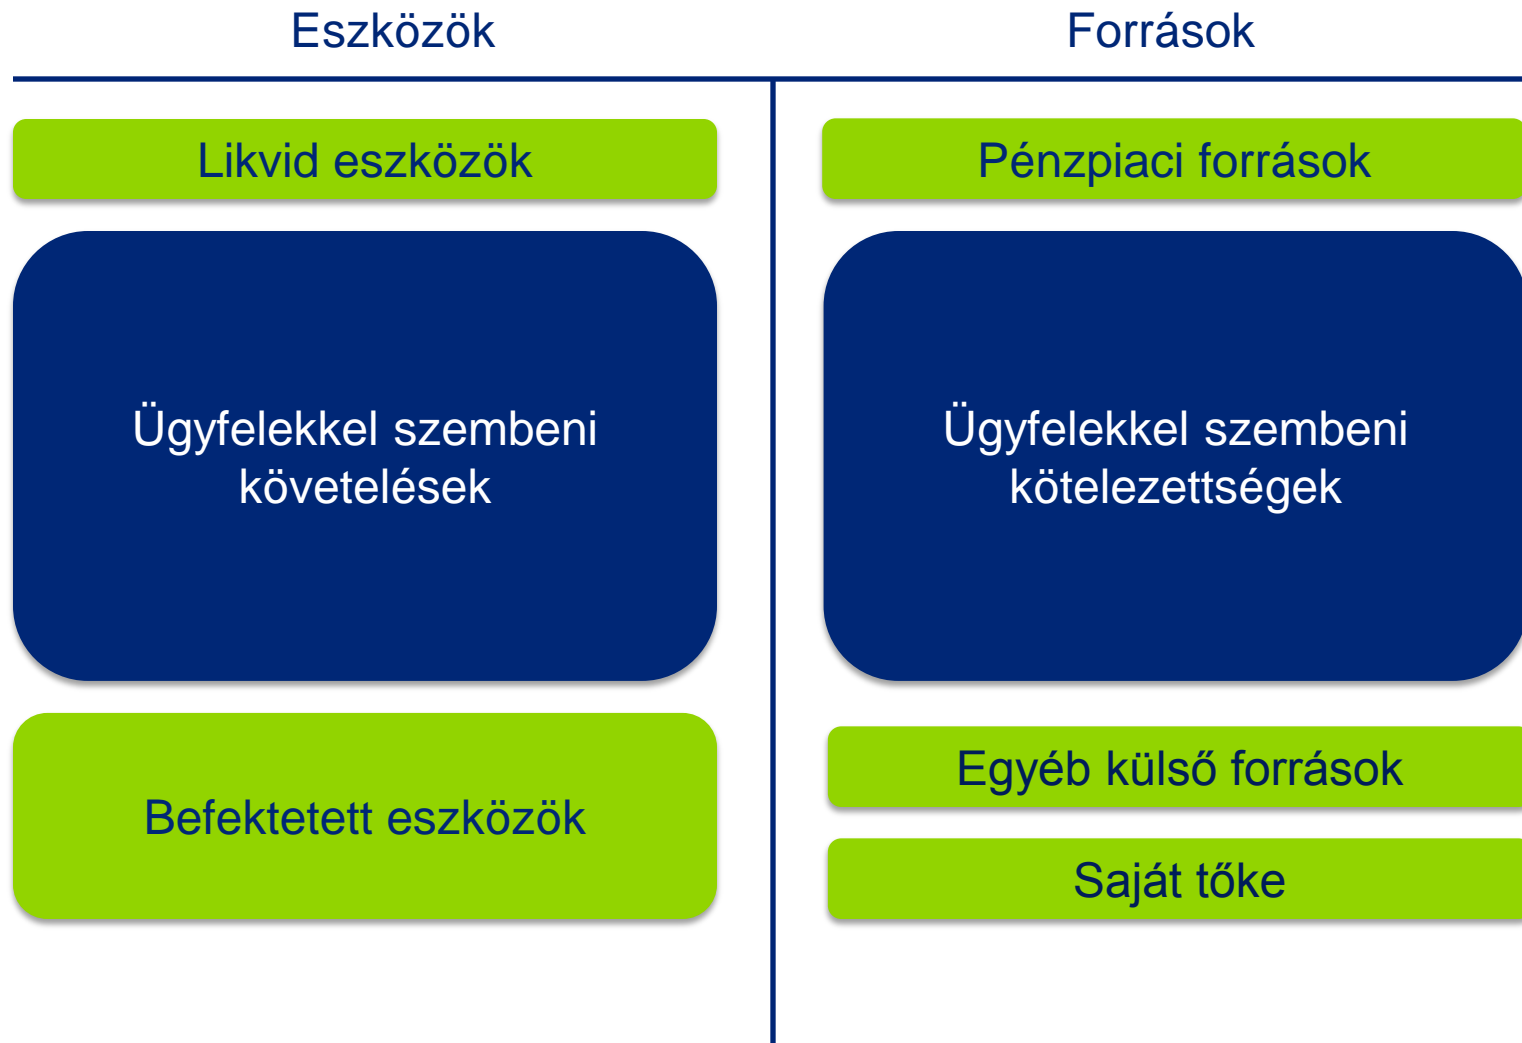 Eszközök
Források
Likvid eszközök
Pénzpiaci források
Ügyfelekkel szembeni
követelések
Ügyfelekkel szembeni
kötelezettségek
Befektetett eszközök
Egyéb külső források
Saját tőke